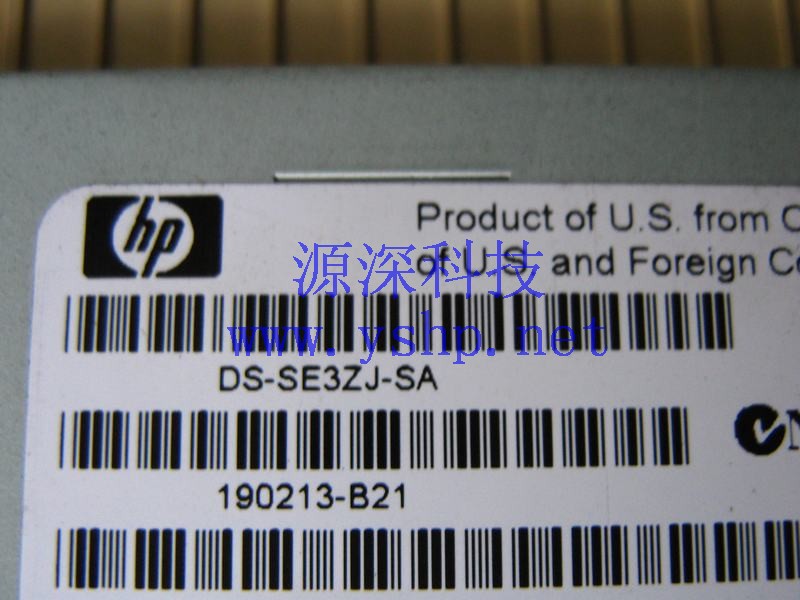 hp
Product of U.S. from
of U.S. and Foreign
源深科技
www.yshp.net
DS-SE3ZJ-SA
190213-B21